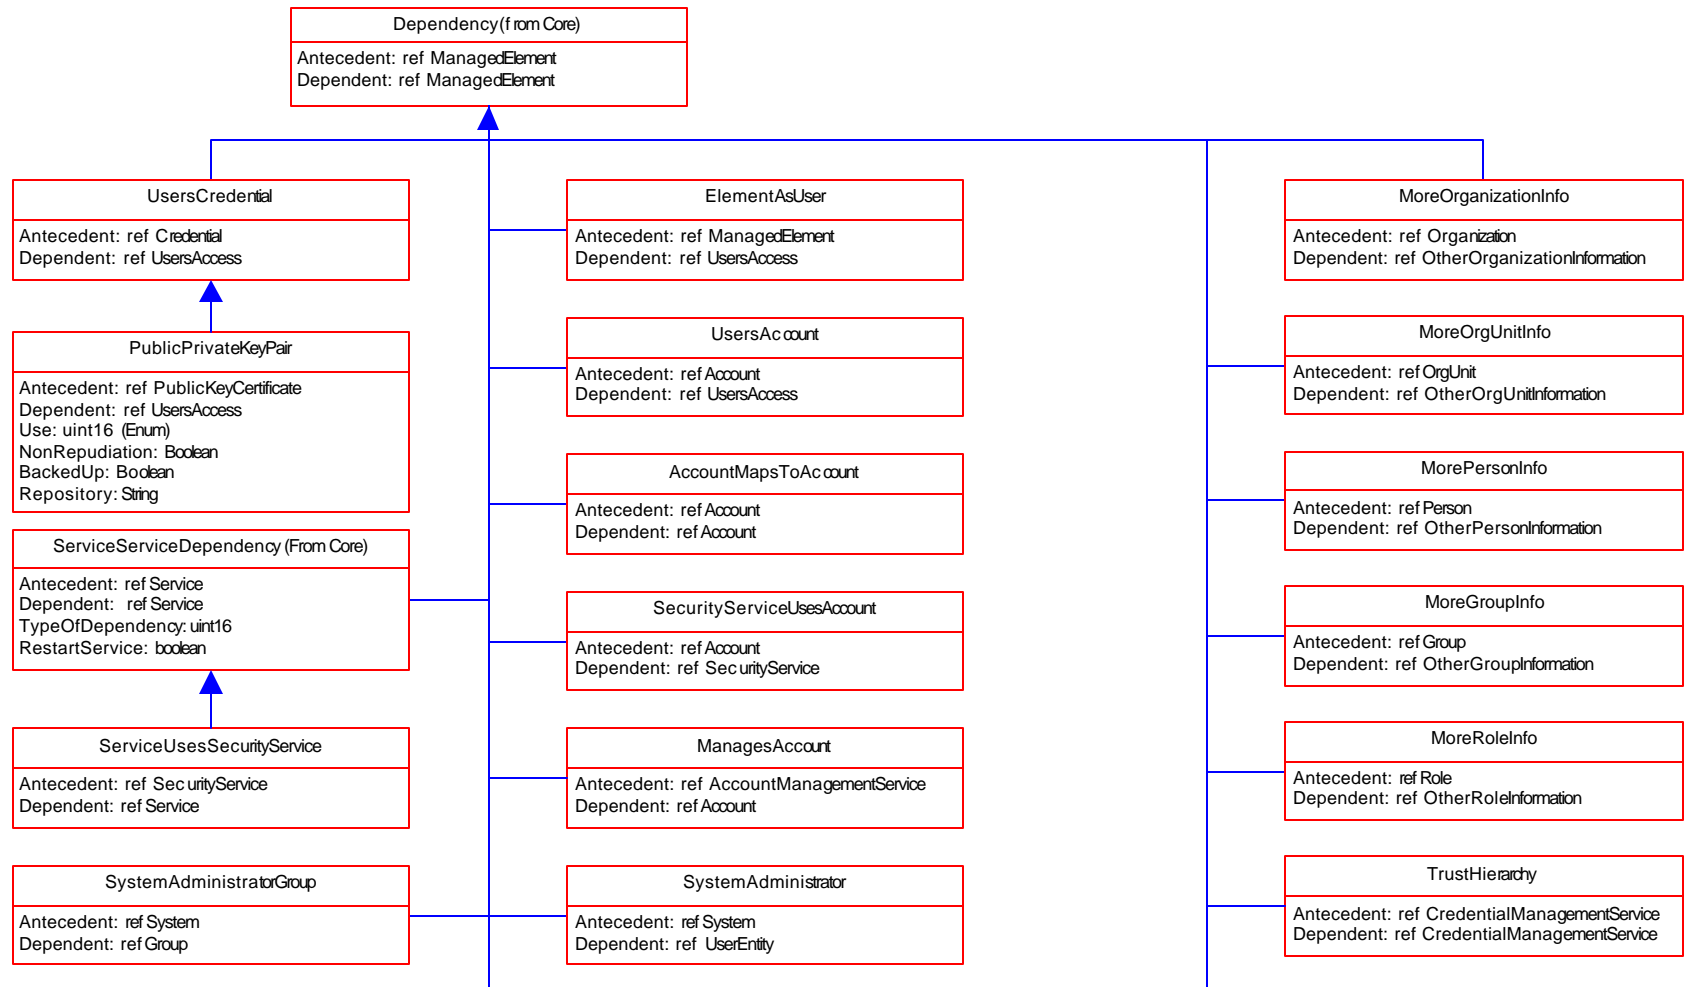 Dependency (from Core)
Antecedent: ref ManagedElement
Dependent: ref ManagedElement
UsersCredential
Antecedent: ref Credential
Dependent: ref UsersAccess
PublicPrivateKeyPair
Antecedent: ref PublicKeyCertificate
Dependent: ref UsersAccess
Use: uint16 (Enum)
NonRepudiation: Boolean
BackedUp: Boolean
Repository: String
ServiceServiceDependency (From Core)
Antecedent: ref Service
Dependent: ref Service
TypeOfDependency: uint16
RestartService: boolean
ServiceUsesSecurityService
Antecedent: ref SecurityService
Dependent: ref Service
SystemAdministratorGroup
Antecedent: ref System
Dependent: ref Group
ElementAsUser
Antecedent: ref ManagedElement
Dependent: ref UsersAccess
UsersAccount
Antecedent: ref Account
Dependent: ref UsersAccess
AccountMapsToAccount
Antecedent: ref Account
Dependent: ref Account
SecurityServiceUsesAccount
Antecedent: ref Account
Dependent: ref SecurityService
ManagesAccount
Antecedent: ref AccountManagementService
Dependent: ref Account
SystemAdministrator
Antecedent: ref System
Dependent: ref UserEntity
MoreOrganizationInfo
Antecedent: ref Organization
Dependent: ref OtherOrganizationInformation
MoreOrgUnitInfo
Antecedent: ref OrgUnit
Dependent: ref OtherOrgUnitInformation
MorePersonInfo
Antecedent: ref Person
Dependent: ref OtherPersonInformation
MoreGroupInfo
Antecedent: ref Group
Dependent: ref OtherGroupInformation
MoreRoleInfo
Antecedent: ref Role
Dependent: ref OtherRoleInformation
TrustHierarchy
Antecedent: ref CredentialManagementService
Dependent: ref CredentialManagementService